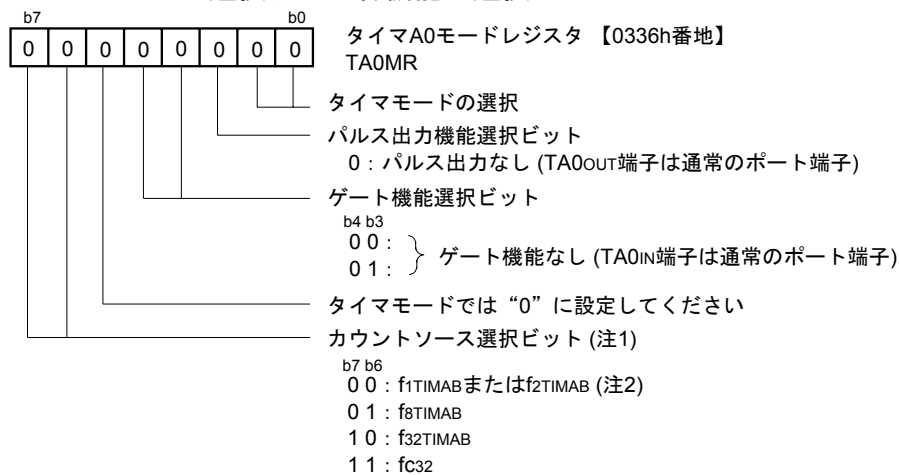 b7 b0
0 0 0 0 0 0 0 0
タイマA0モードレジスタ 【0336h番地】
TA0MR
タイマモードの選択
パルス出力機能選択ビット
0 : パルス出力なし (TA0OUT端子は通常のポート端子)
ゲート機能選択ビット
b4 b3
0 0 :
0 1 :
ゲート機能なし (TA0IN端子は通常のポート端子)
タイマモードでは “0” に設定してください
カウントソース選択ビット (注1)
b7 b6
0 0 : f1TIMABまたはf2TIMAB (注2)
0 1 : f8TIMAB
1 0 : f32TIMAB
1 1 : fC32